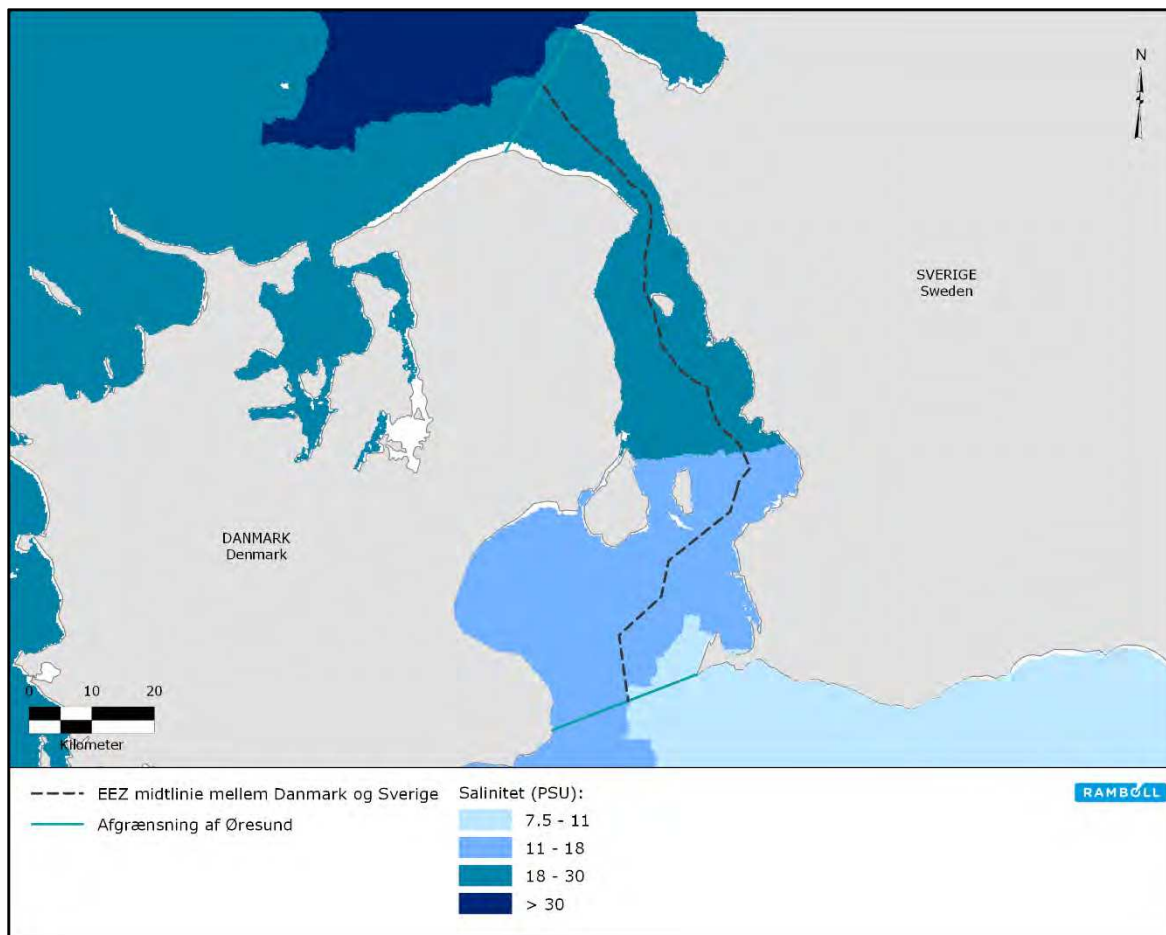 N
SVERIGE
Sweden
DANMARK
Denmark
0 10 20
Kilometer
EEZ midtlinie mellem Danmark og Sverige
Afgrænsning af Øresund
Salinitet (PSU):
7.5 - 11
11 - 18
18 - 30
> 30
RAMBOLL